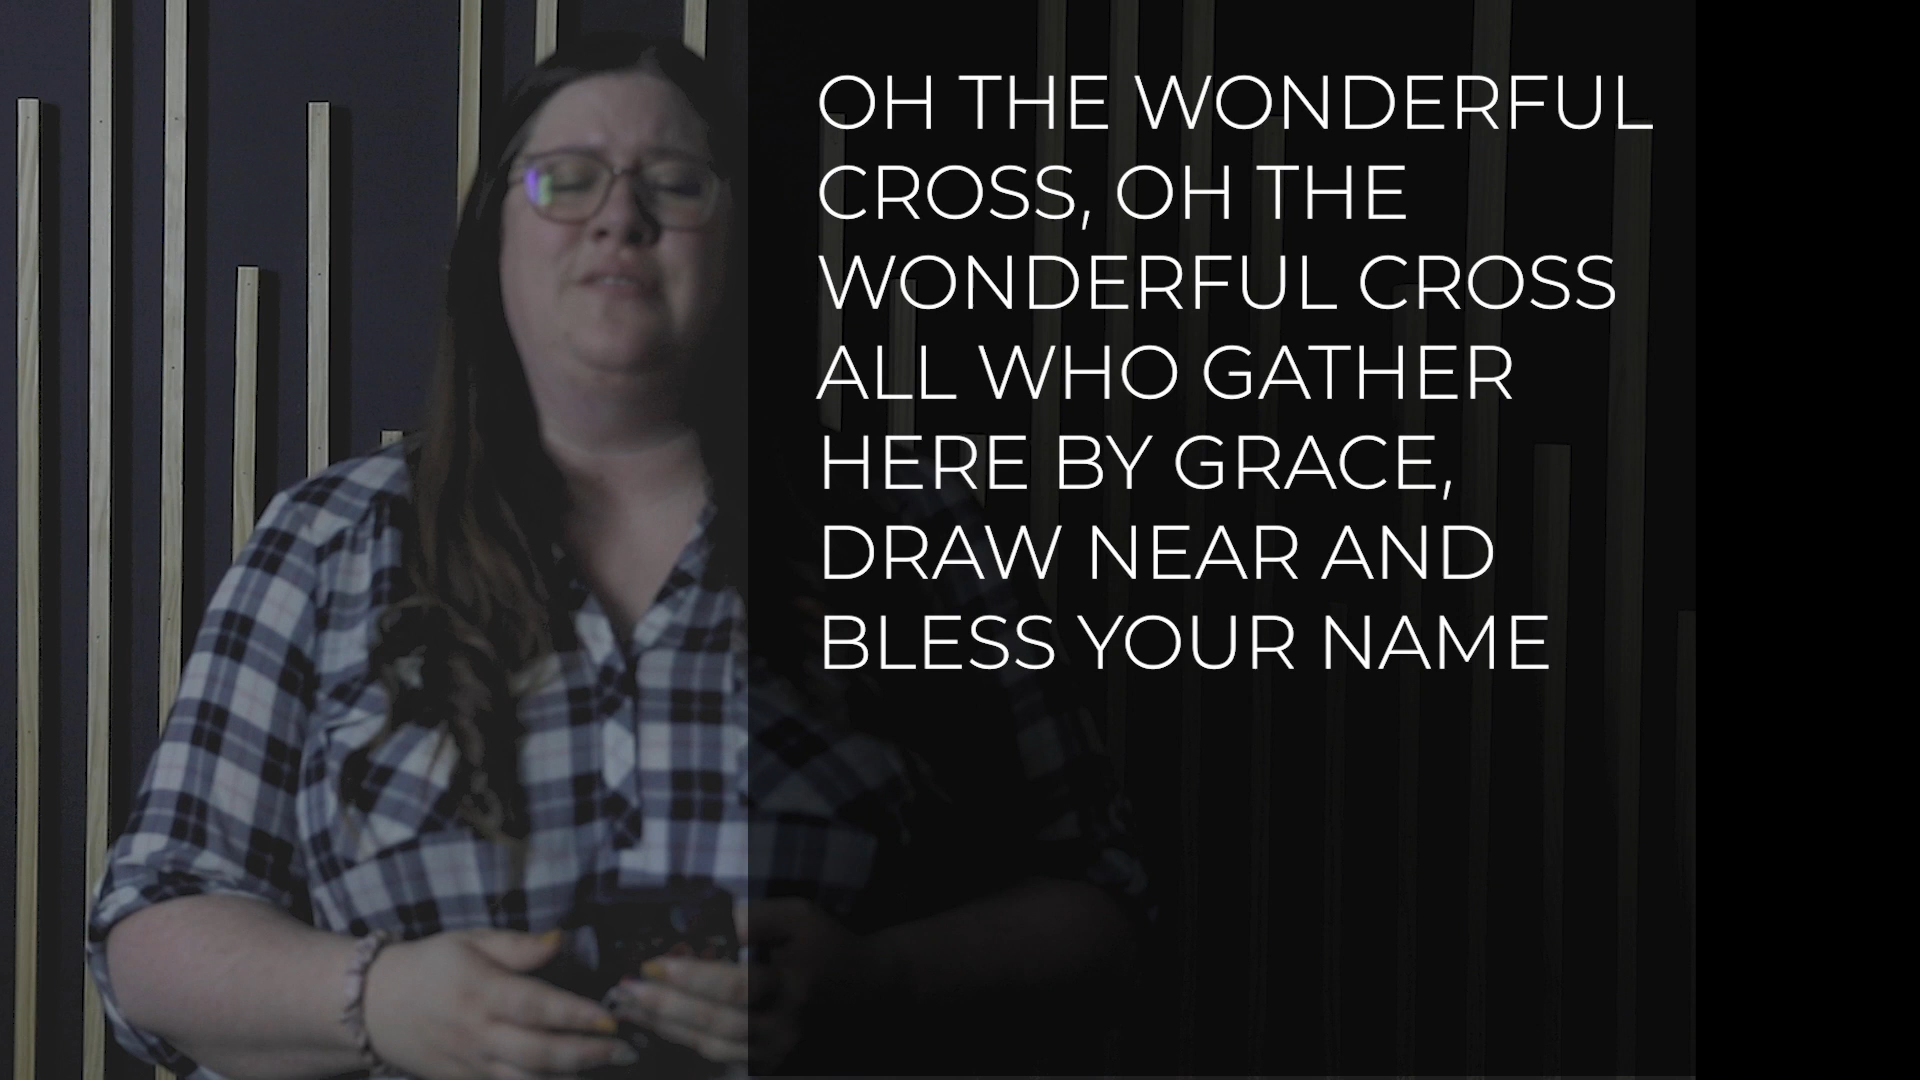 OH THE WONDERFUL
CROSS, OH THE
WONDERFUL CROSS
ALL WHO GATHER
HERE BY GRACE,
DRAW NEAR AND
BLESS YOUR NAME